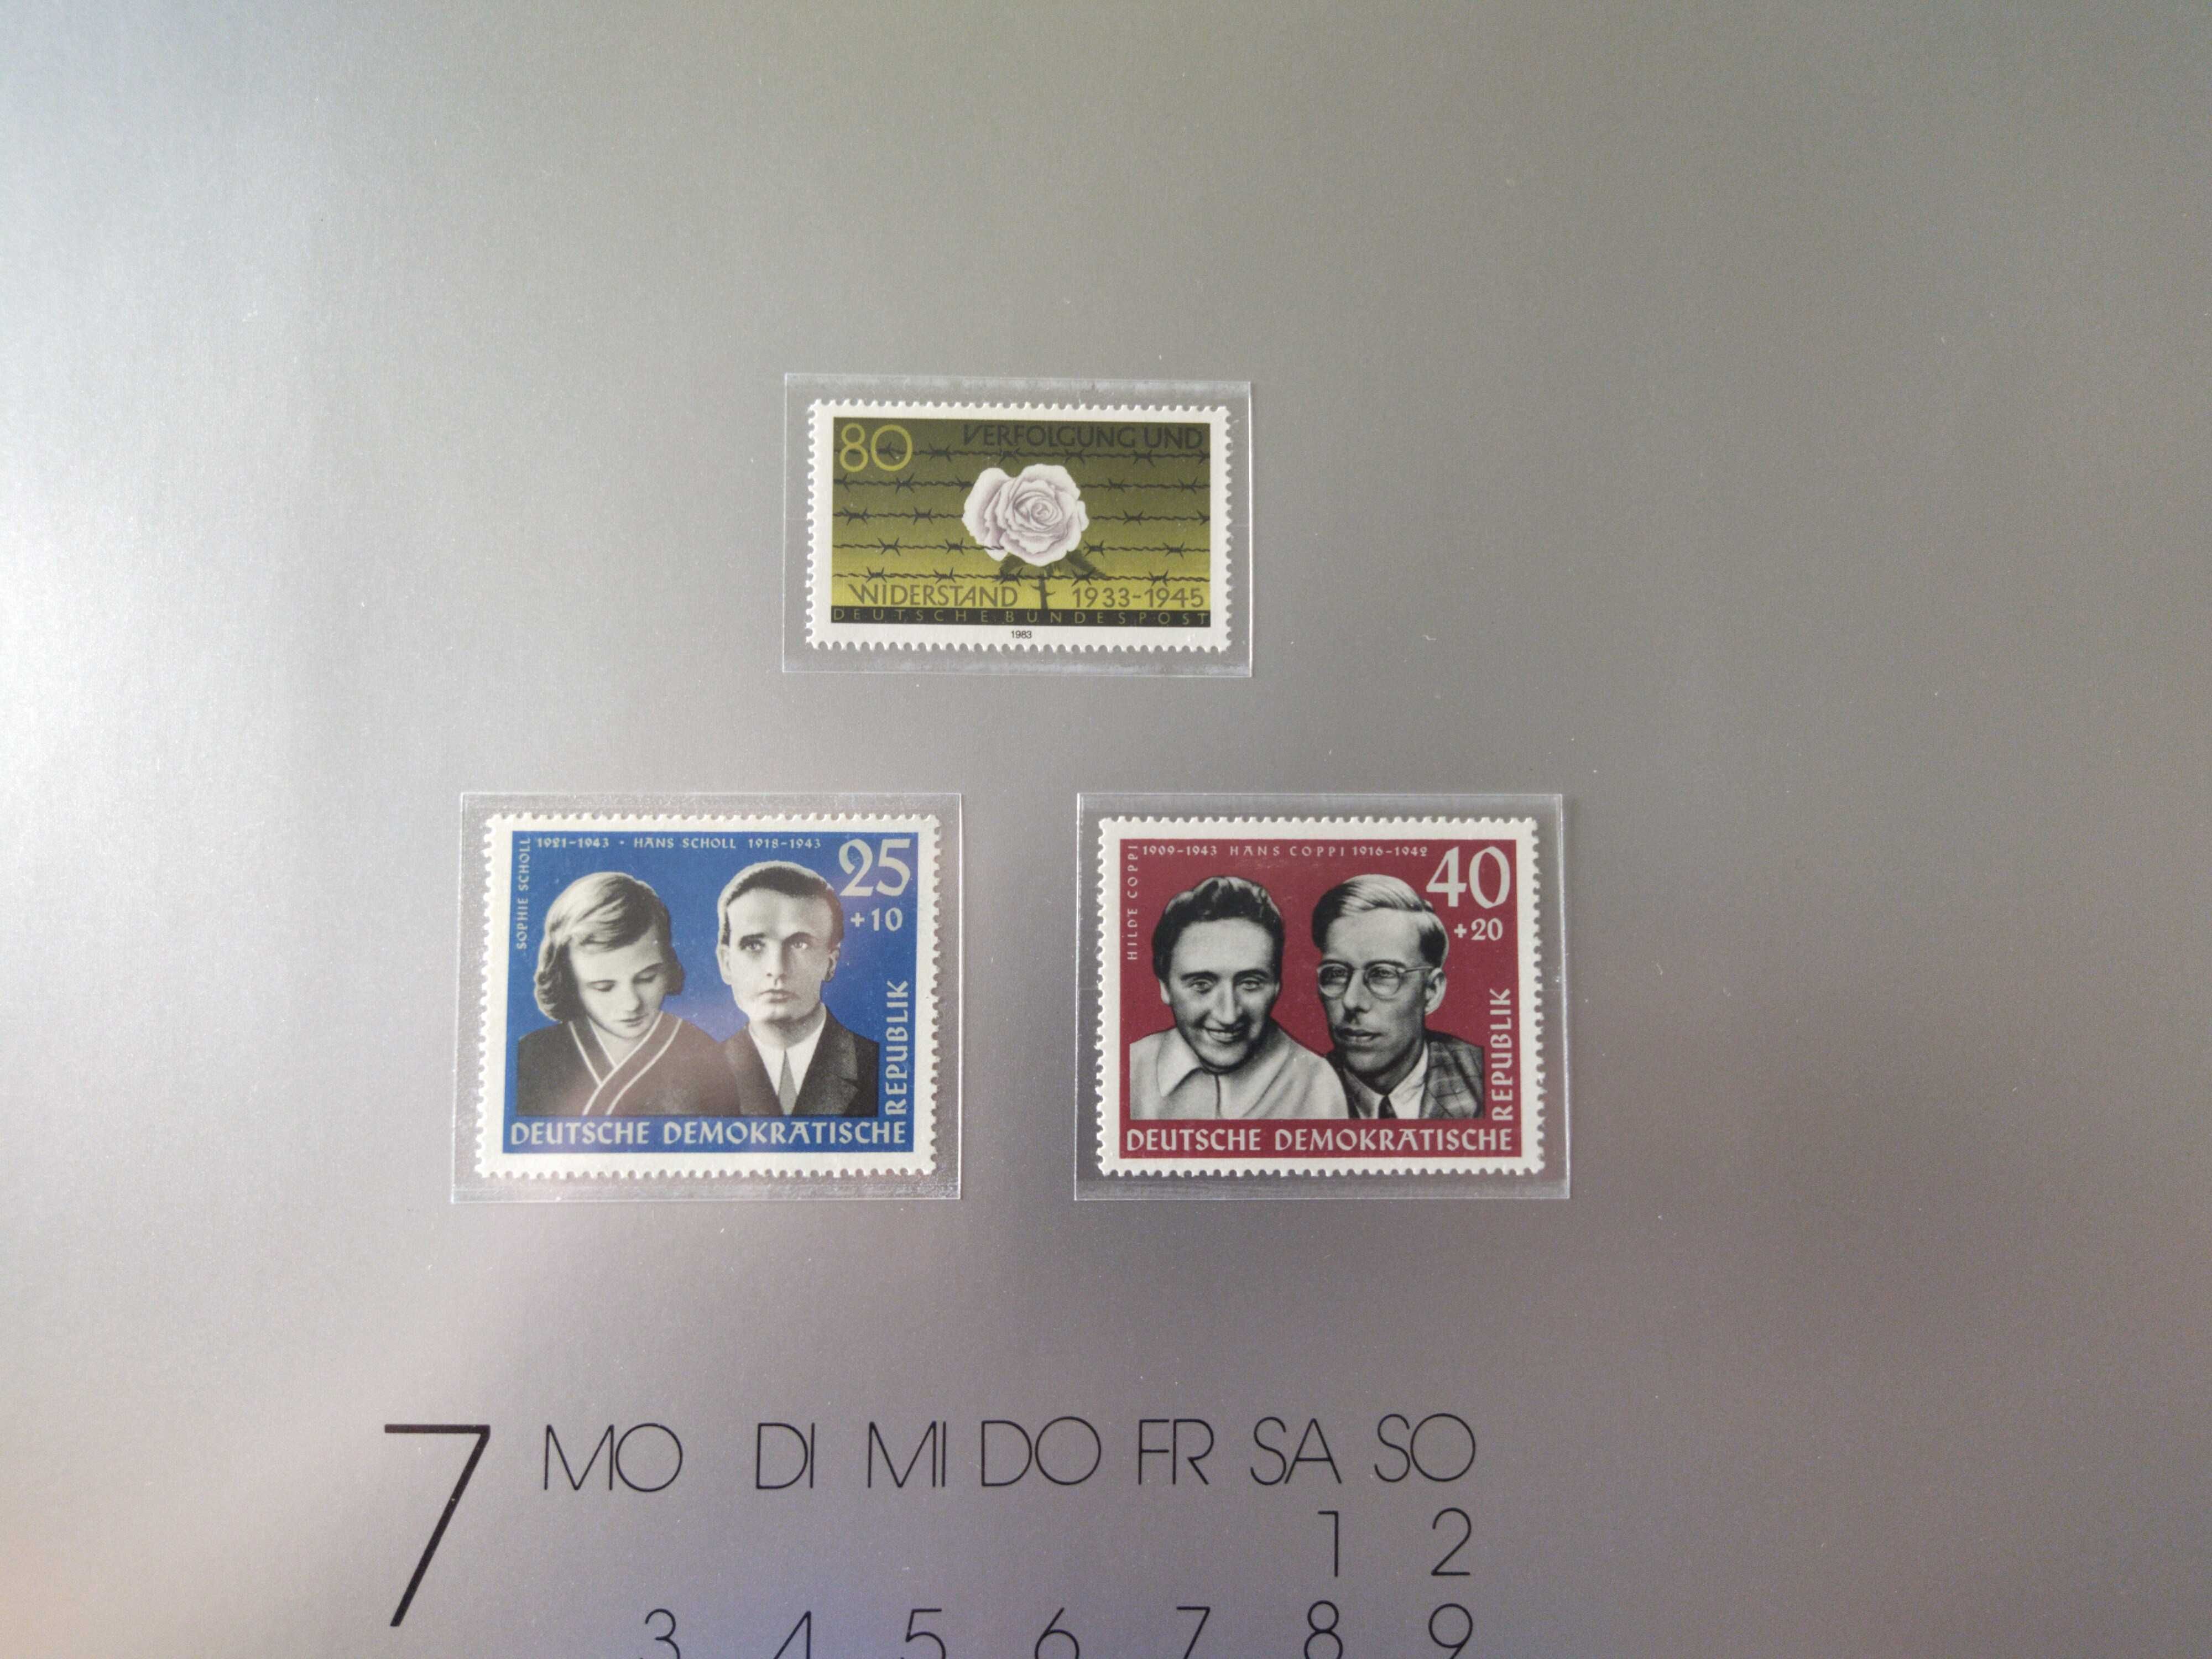 80 VERFOLGUNG UND
WIDERSTAND 1933-1945
DEUTSCHE BUNDESPOST
1983
SOPHIE SCHOLL 1921-1943 · HANS SCHOLL 1918-1943
25
+10
DEUTSCHE DEMOKRATISCHE REPUBLIK
HILDE COPPI 1909-1943 HANS COPPI 1916-1942
40
+20
DEUTSCHE DEMOKRATISCHE REPUBLIK
7 MO DI MI DO FR SA SO
1 2
3 4 5 6 7 8 9